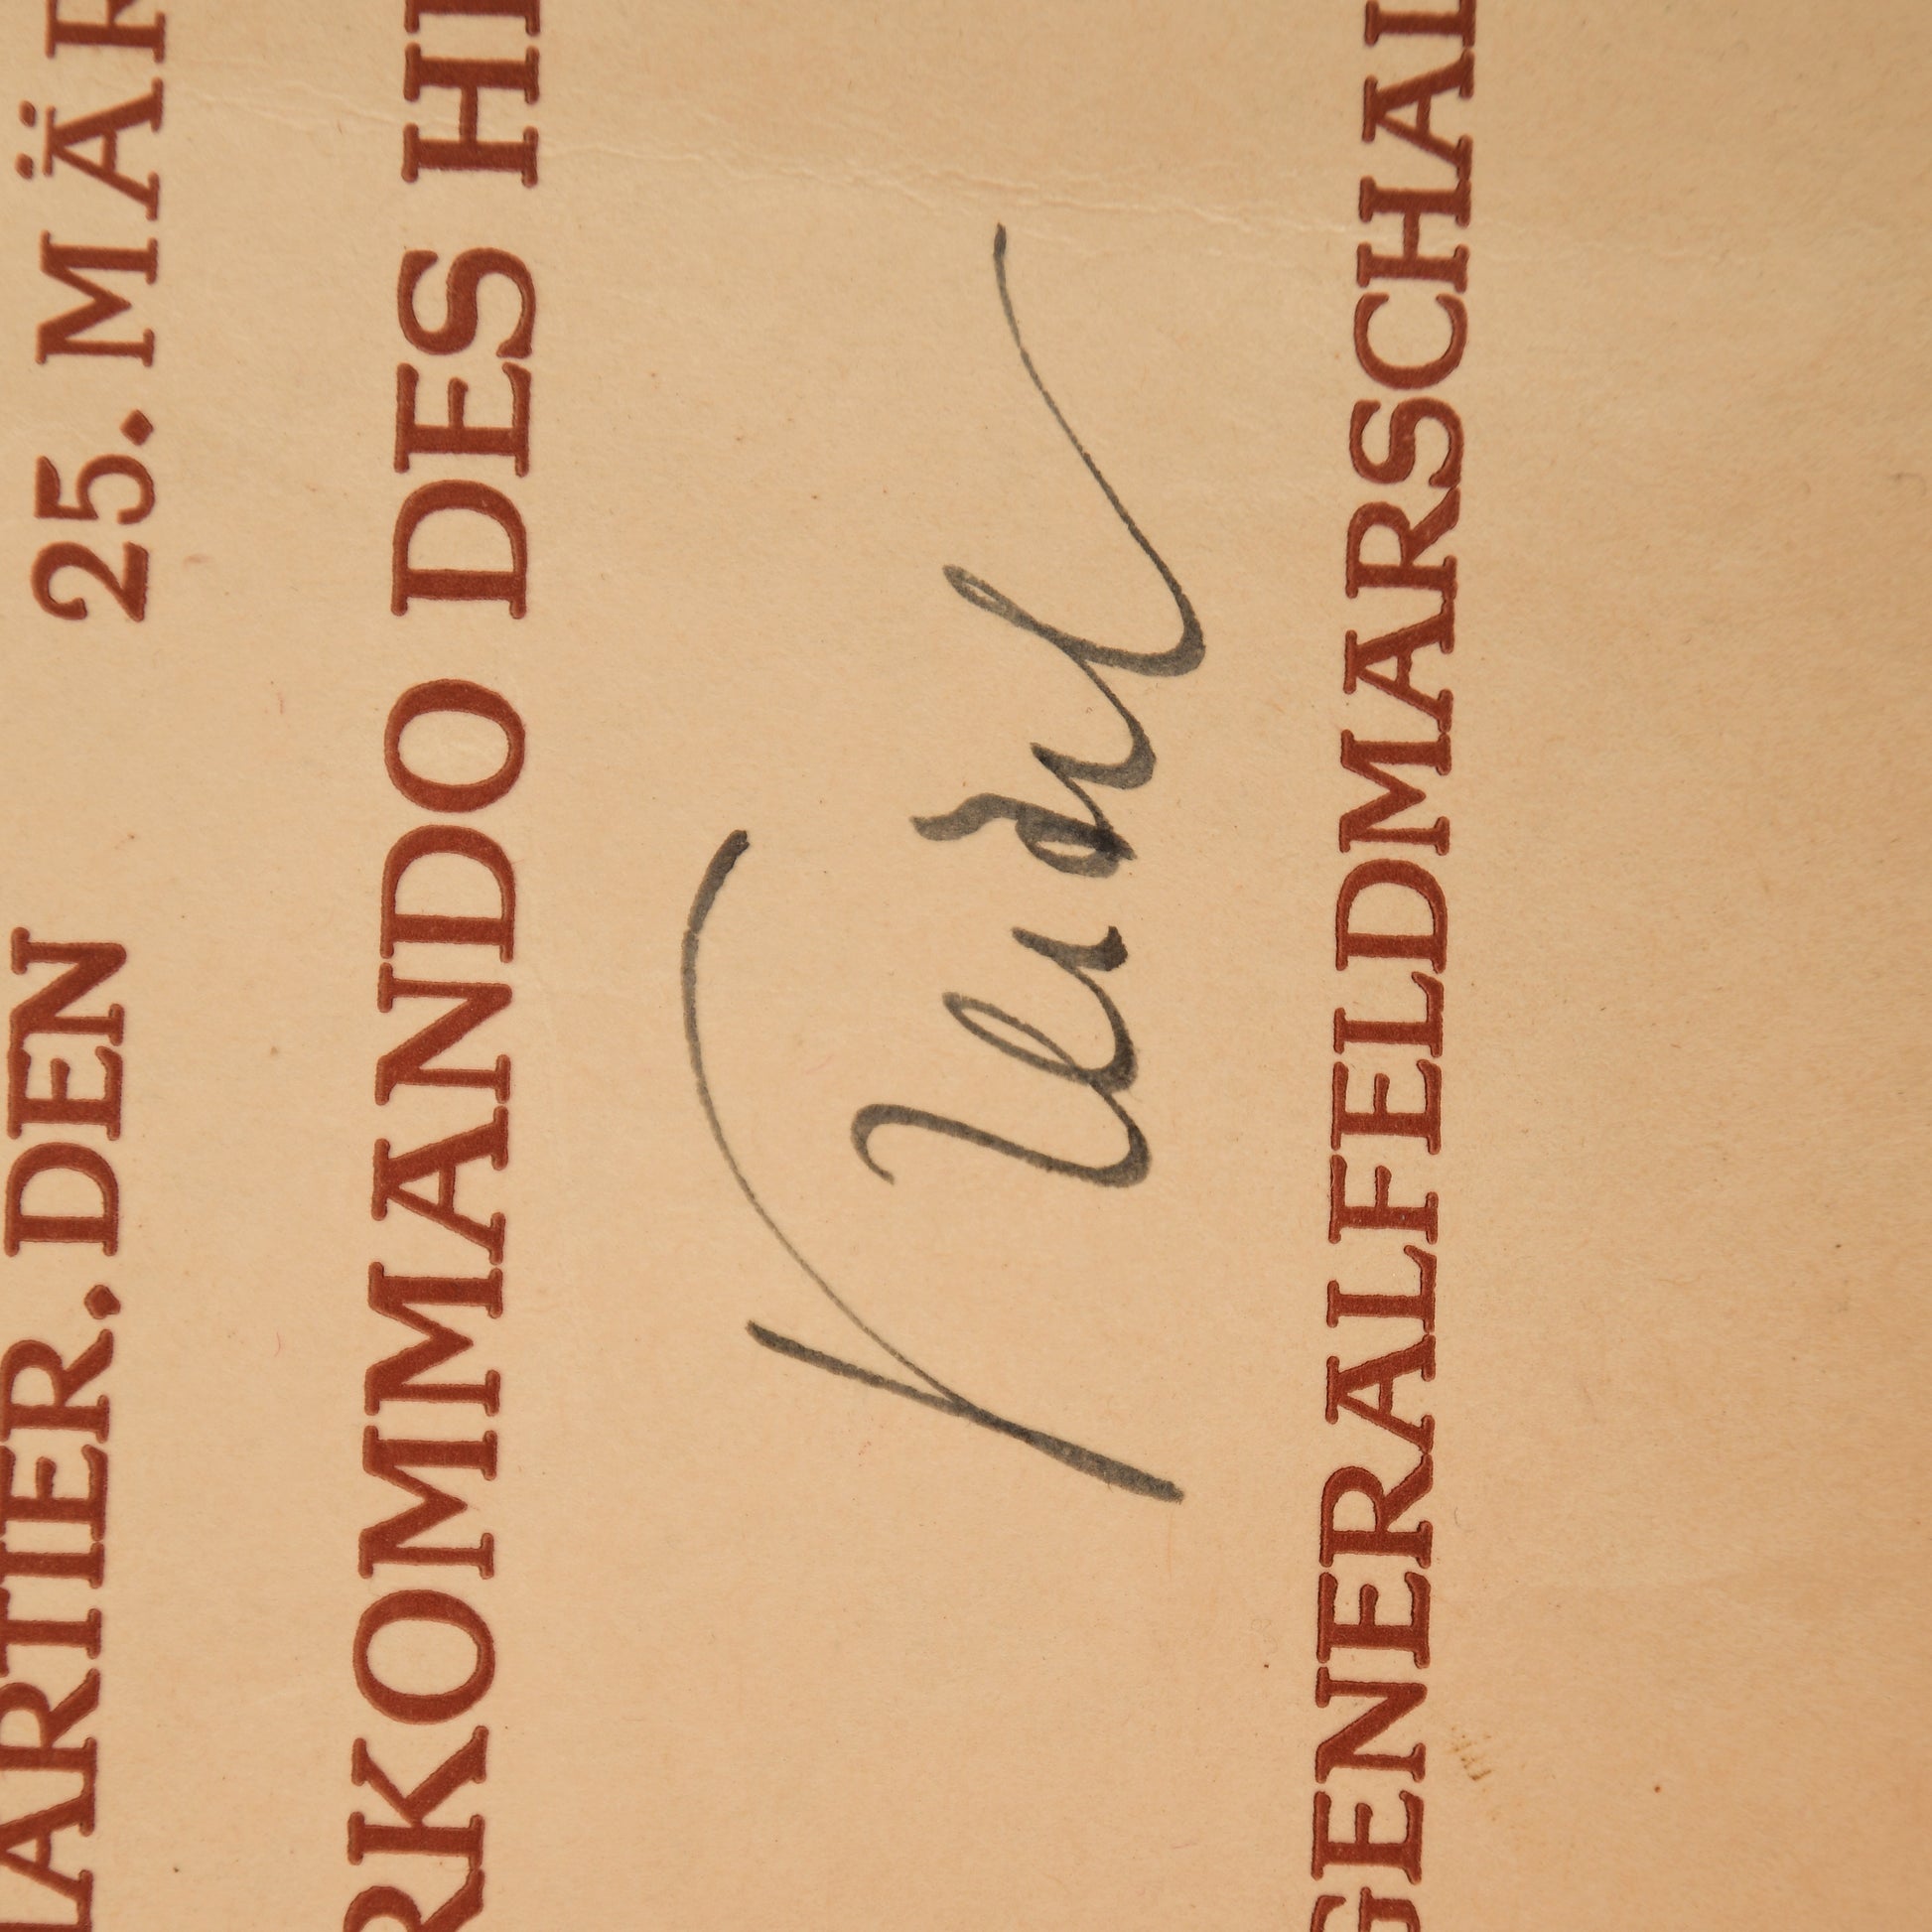 ARTIER. DEN 25. MÄR
RKOMMANDO DES HE
Keitel
GENERALFELDMARSCHAL